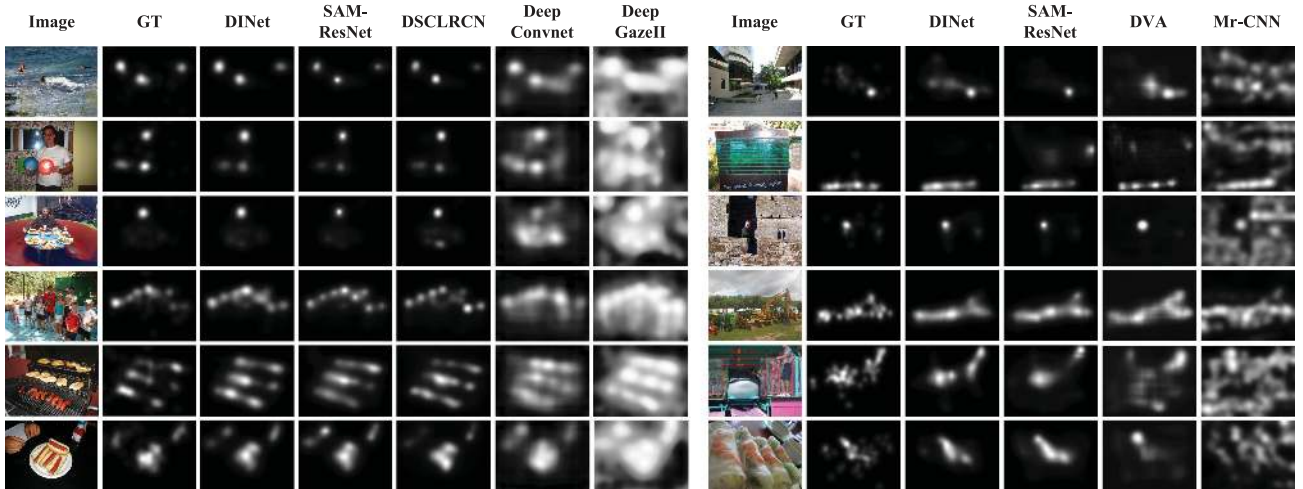 Image GT DINet SAM-ResNet DSCLRCN Deep Convnet Deep GazeII
Image GT DINet SAM-ResNet DVA Mr-CNN